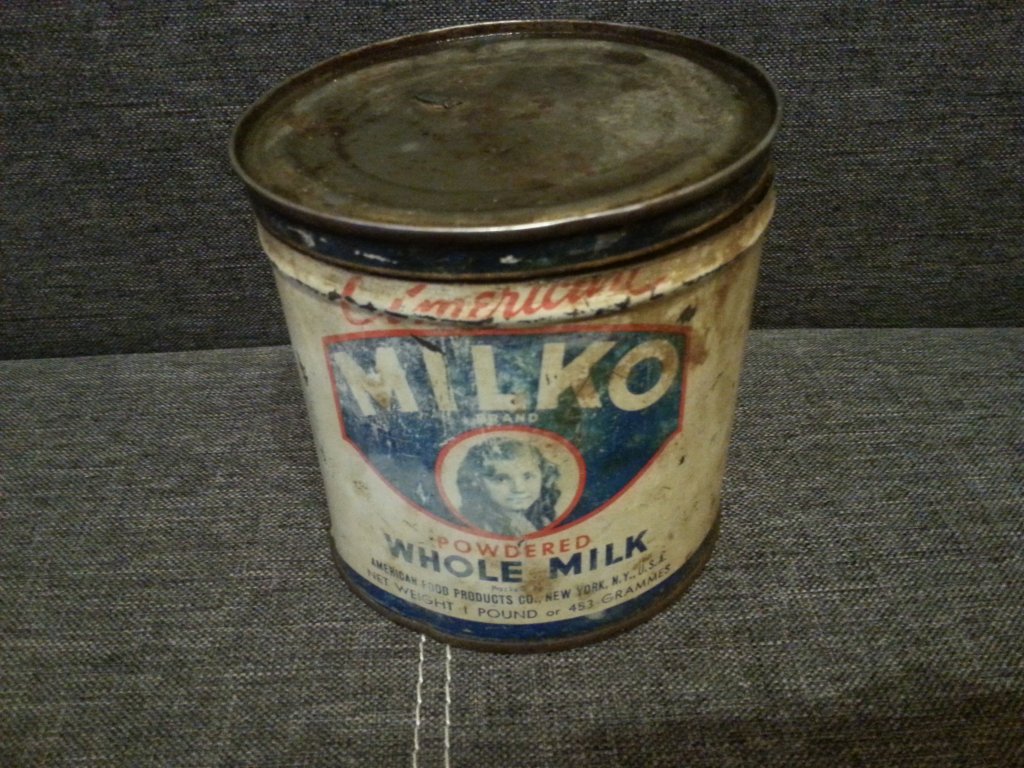 American
MILKO
BRAND
POWDERED
WHOLE MILK
AMERICAN FOOD PRODUCTS CO., NEW YORK, N.Y., U.S.A.
NET WEIGHT 1 POUND or 453 GRAMMES